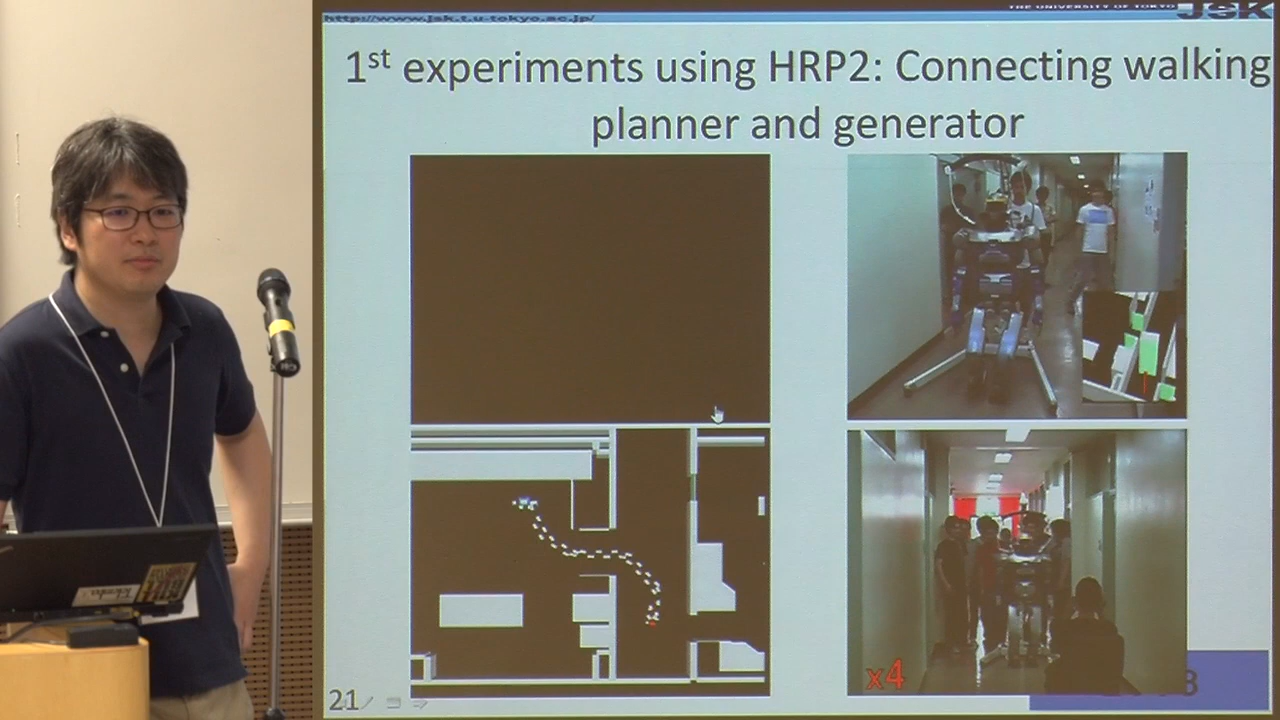 http://www.jsk.t.u-tokyo.ac.jp/
THE UNIVERSITY OF TOKYO
JSK
1st experiments using HRP2: Connecting walking
planner and generator
x4
21